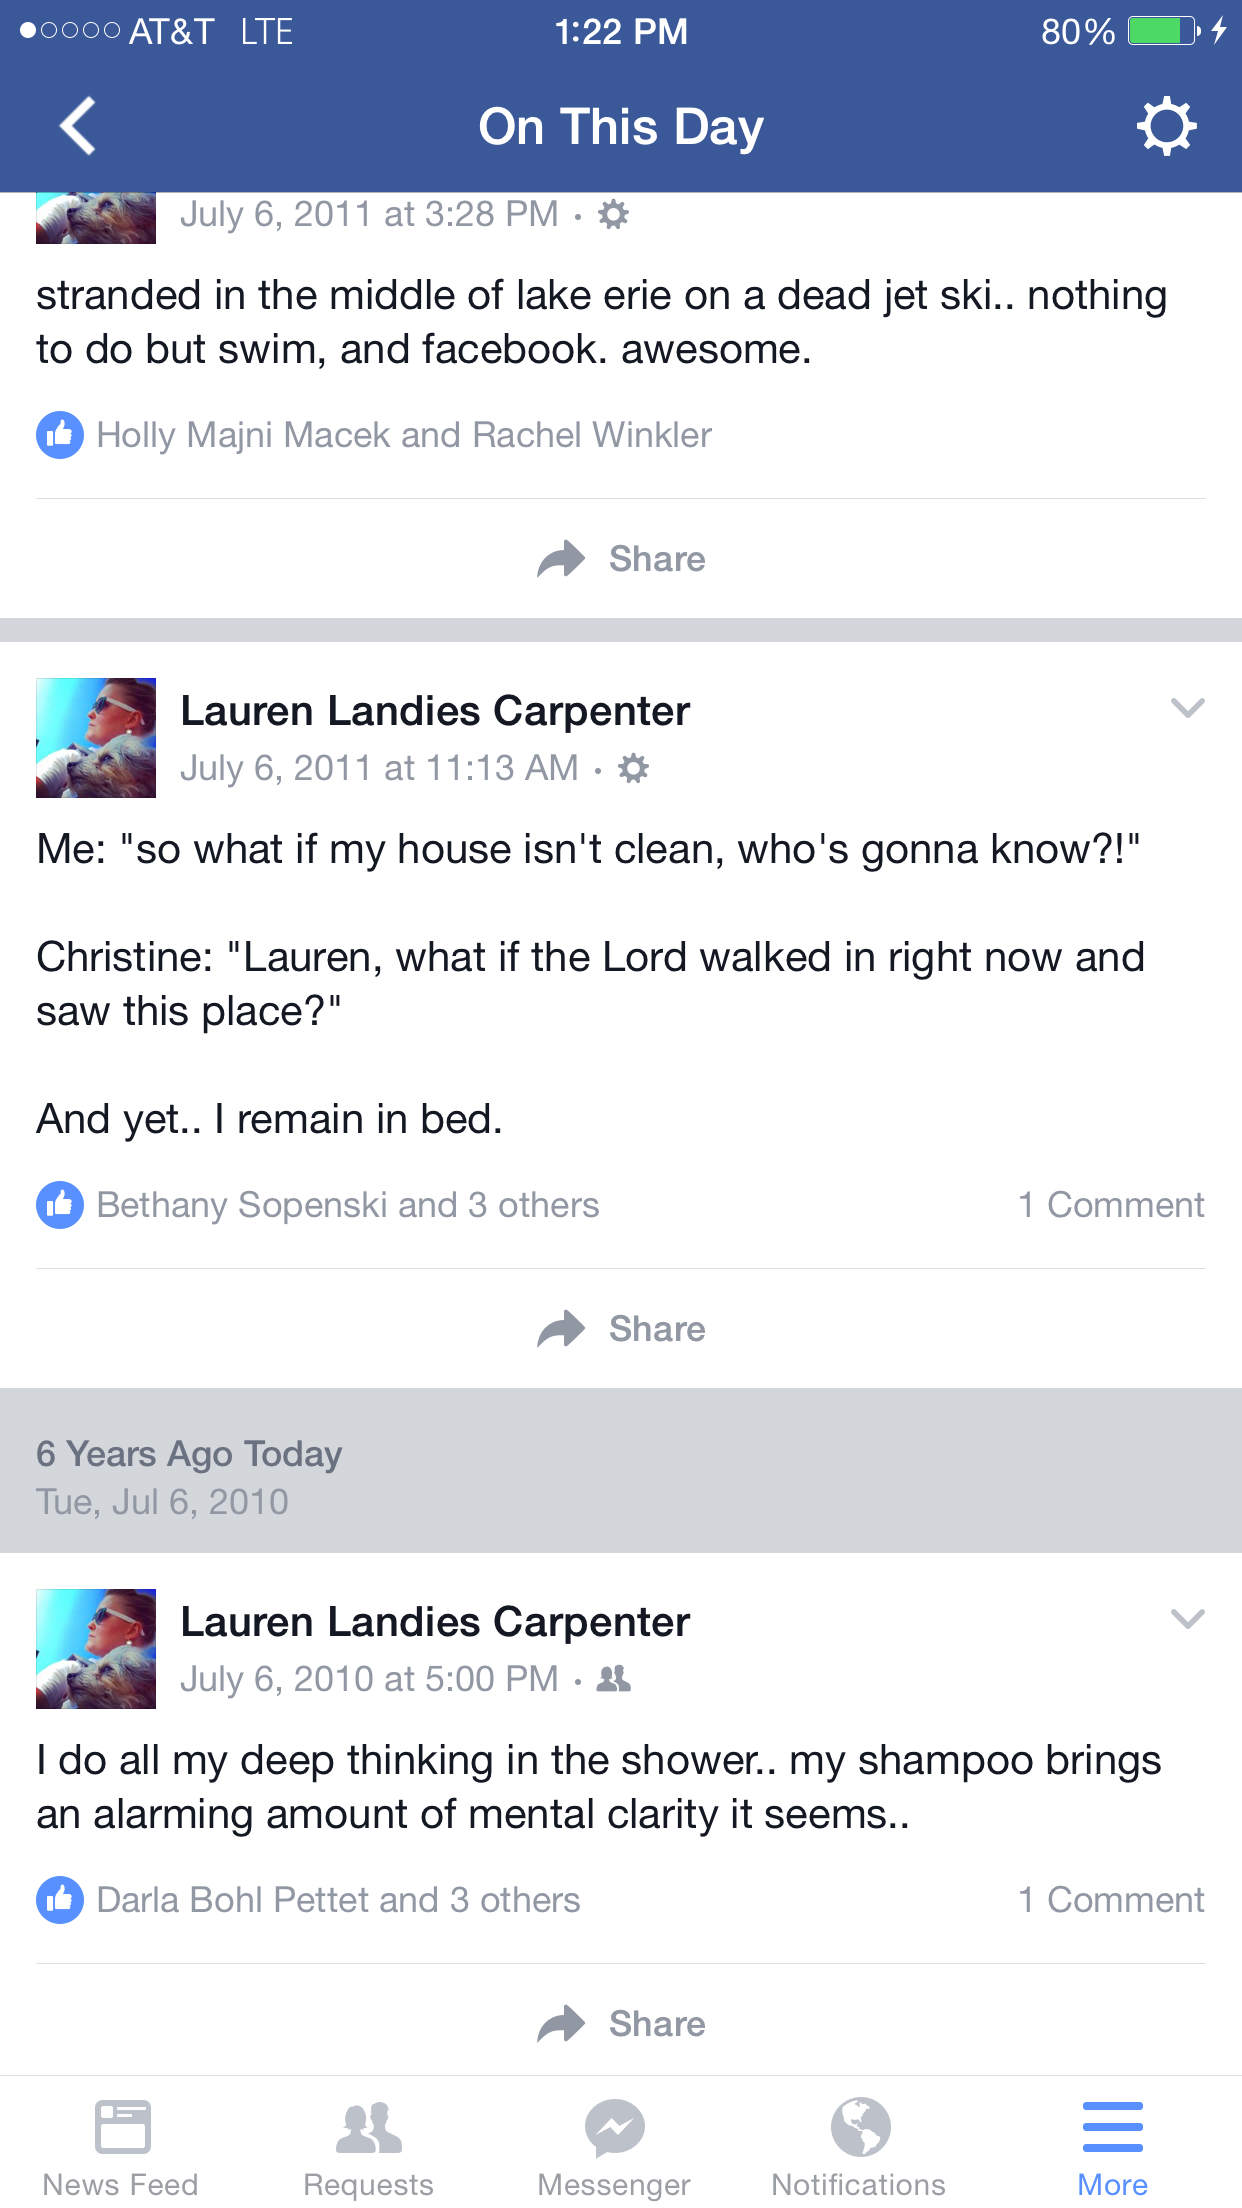 AT&T LTE 1:22 PM 80%
On This Day
July 6, 2011 at 3:28 PM ·
stranded in the middle of lake erie on a dead jet ski.. nothing
to do but swim, and facebook. awesome.
Holly Majni Macek and Rachel Winkler
Share
Lauren Landies Carpenter
July 6, 2011 at 11:13 AM ·
Me: "so what if my house isn't clean, who's gonna know?!"
Christine: "Lauren, what if the Lord walked in right now and
saw this place?"
And yet.. I remain in bed.
Bethany Sopenski and 3 others 1 Comment
Share
6 Years Ago Today
Tue, Jul 6, 2010
Lauren Landies Carpenter
July 6, 2010 at 5:00 PM ·
I do all my deep thinking in the shower.. my shampoo brings
an alarming amount of mental clarity it seems..
Darla Bohl Pettet and 3 others 1 Comment
Share
News Feed Requests Messenger Notifications More